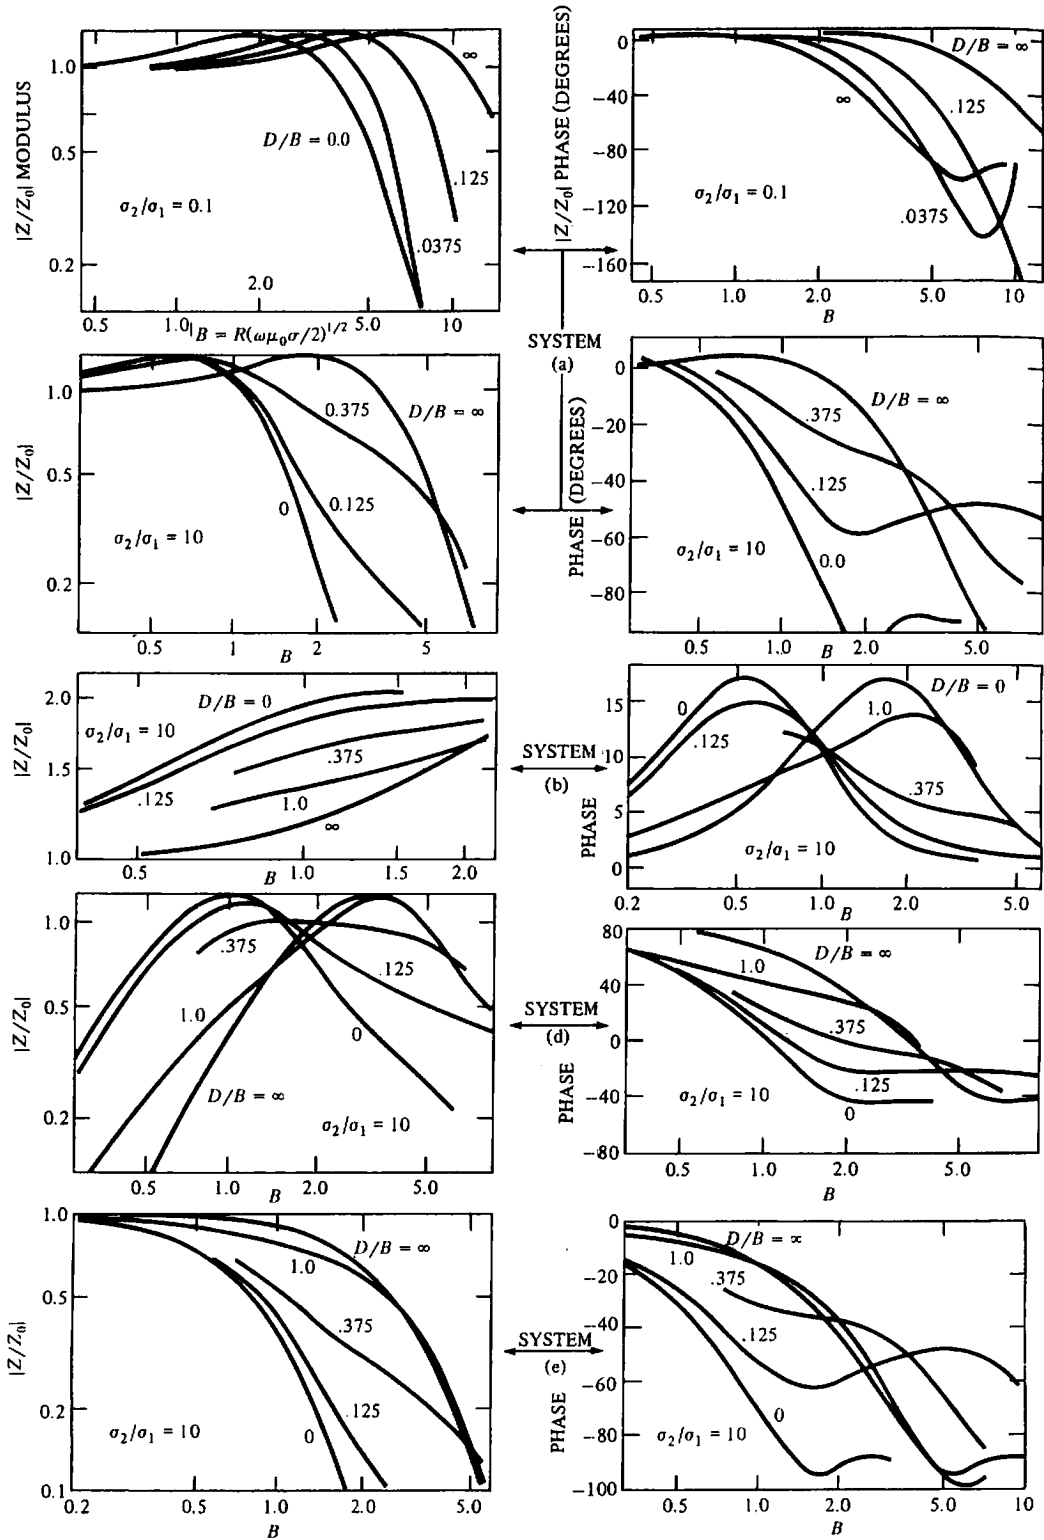 |Z/Z₀| MODULUS
1.0
0.5
0.2
D/B = 0.0
∞
.125
.0375
σ₂/σ₁ = 0.1
2.0
0.5
1.0
5.0
10
B = R(ωμ₀σ/2)^1/2
|Z/Z₀| PHASE (DEGREES)
0
−40
−80
−120
−160
D/B = ∞
.125
∞
σ₂/σ₁ = 0.1
.0375
0.5
1.0
2.0
5.0
10
B
SYSTEM
(a)
|Z/Z₀|
1.0
0.5
0.2
0.375
D/B = ∞
0
0.125
σ₂/σ₁ = 10
0.5
1
2
5
B
PHASE (DEGREES)
0
−20
−40
−60
−80
.375
D/B = ∞
.125
σ₂/σ₁ = 10
0.0
0.5
1.0
2.0
5.0
B
|Z/Z₀|
2.0
1.5
1.0
D/B = 0
σ₂/σ₁ = 10
.375
.125
1.0
∞
0.5
1.0
1.5
2.0
B
SYSTEM
(b)
PHASE
15
10
5
0
D/B = 0
0
1.0
.125
.375
σ₂/σ₁ = 10
0.2
0.5
1.0
2.0
5.0
B
|Z/Z₀|
1.0
0.5
0.2
.375
.125
1.0
0
D/B = ∞
σ₂/σ₁ = 10
0.5
1.0
2.0
5.0
B
SYSTEM
(d)
PHASE
80
40
0
−40
−80
D/B = ∞
1.0
.375
.125
σ₂/σ₁ = 10
0
0.5
1.0
2.0
5.0
B
|Z/Z₀|
1.0
0.5
0.2
0.1
D/B = ∞
1.0
.375
.125
σ₂/σ₁ = 10
0
0.2
0.5
1.0
2.0
5.0
B
SYSTEM
(e)
PHASE
0
−20
−40
−60
−80
−100
D/B = ∞
1.0
.375
.125
0
σ₂/σ₁ = 10
0.5
1.0
2.0
5.0
10
B